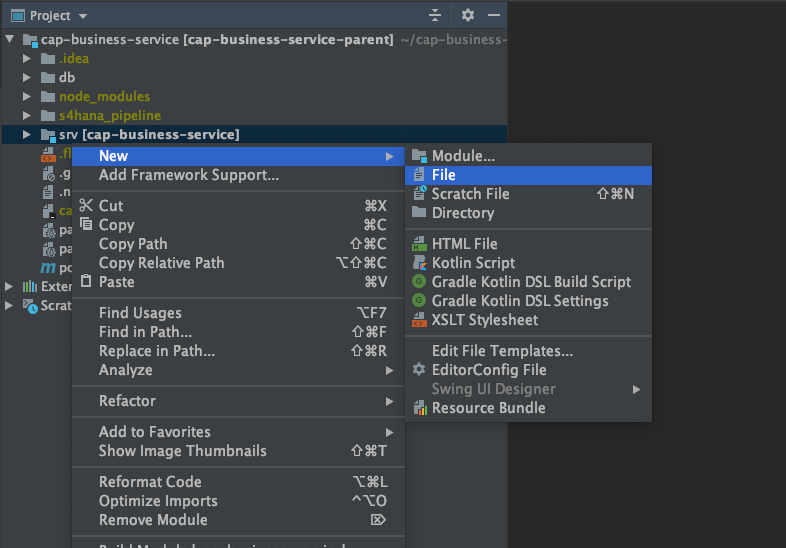 Project
cap-business-service [cap-business-service-parent] ~/cap-business-
.idea
db
node_modules
s4hana_pipeline
srv [cap-business-service]
.fl
.g
.n
ca
pa
pa
po
Exter
Scrat
New
Add Framework Support...
Cut ⌘X
Copy ⌘C
Copy Path ⇧⌘C
Copy Relative Path ⌥⇧⌘C
Paste ⌘V
Find Usages ⌥F7
Find in Path... ⇧⌘F
Replace in Path... ⇧⌘R
Analyze
Refactor
Add to Favorites
Show Image Thumbnails ⇧⌘T
Reformat Code ⌥⌘L
Optimize Imports ^⌥O
Remove Module ⌦
Module...
File
Scratch File ⇧⌘N
Directory
HTML File
Kotlin Script
Gradle Kotlin DSL Build Script
Gradle Kotlin DSL Settings
XSLT Stylesheet
Edit File Templates...
EditorConfig File
Swing UI Designer
Resource Bundle